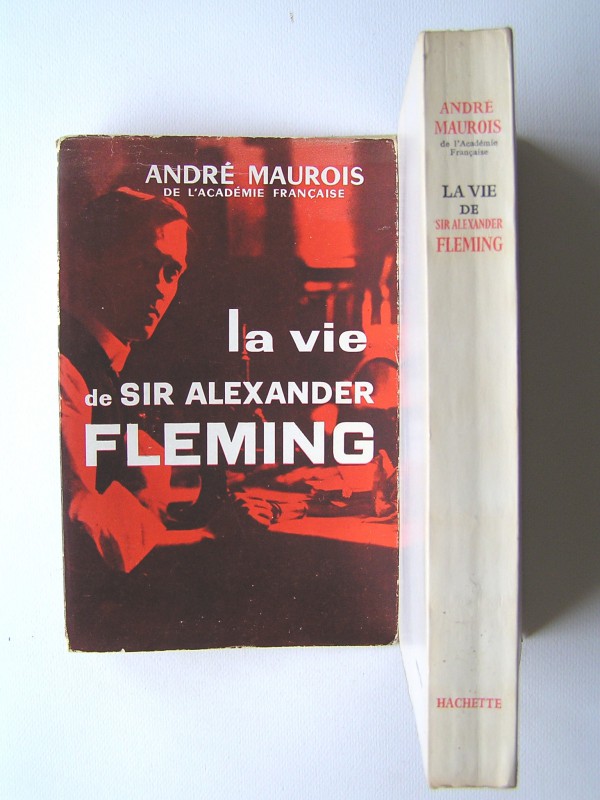 ANDRÉ MAUROIS
DE L'ACADÉMIE FRANÇAISE
la vie
de SIR ALEXANDER
FLEMING
ANDRÉ
MAUROIS
de l'Académie
Française
LA VIE
DE
SIR ALEXANDER
FLEMING
HACHETTE